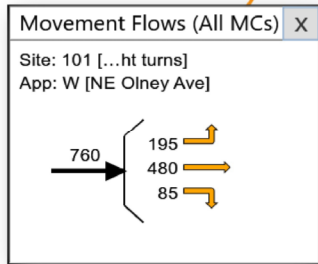 Movement Flows (All MCs) X
Site: 101 […ht turns]
App: W [NE Olney Ave]
195
760
480
85